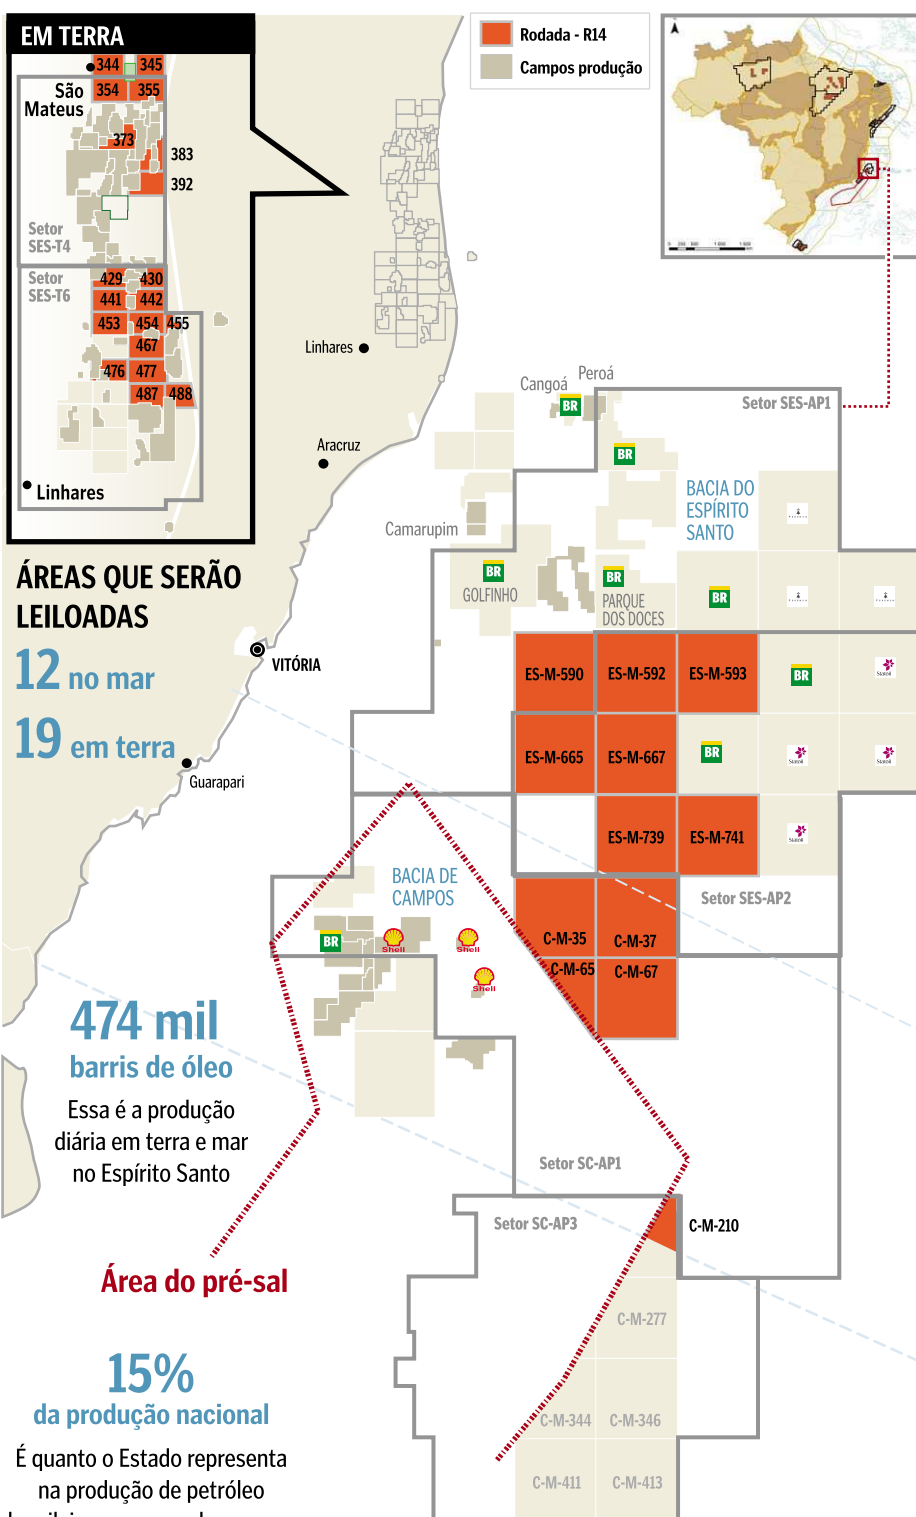 EM TERRA
344
345
354
355
São
Mateus
373
383
392
Setor
SES-T4
Setor
SES-T6
429
430
441
442
453
454
455
467
476
477
487
488
Linhares
Rodada - R14
Campos produção
Linhares
Aracruz
Cangoá
Peroá
BR
BR
Setor SES-AP1
BACIA DO
ESPÍRITO
SANTO
Camarupim
BR
GOLFINHO
BR
PARQUE
DOS DOCES
BR
ÁREAS QUE SERÃO
LEILOADAS
12 no mar
19 em terra
VITÓRIA
Guarapari
ES-M-590
ES-M-592
ES-M-593
BR
Statoil
ES-M-665
ES-M-667
BR
Statoil
Statoil
ES-M-739
ES-M-741
Statoil
BACIA DE
CAMPOS
Setor SES-AP2
BR
Shell
Shell
Shell
C-M-35
C-M-37
C-M-65
C-M-67
474 mil
barris de óleo
Essa é a produção
diária em terra e mar
no Espírito Santo
Setor SC-AP1
Setor SC-AP3
C-M-210
Área do pré-sal
C-M-277
15%
da produção nacional
C-M-344
C-M-346
É quanto o Estado representa
na produção de petróleo
C-M-411
C-M-413